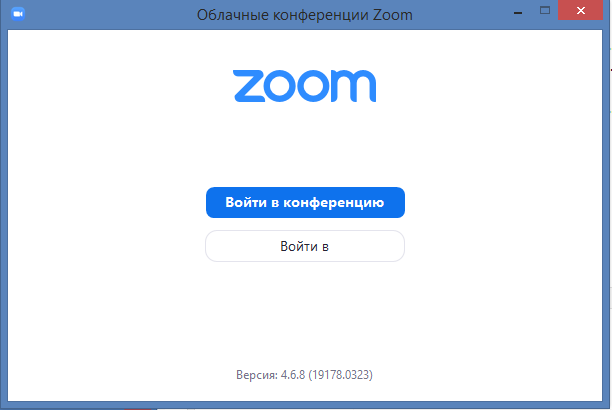 Облачные конференции Zoom
zoom
Войти в конференцию
Войти в
Версия: 4.6.8 (19178.0323)